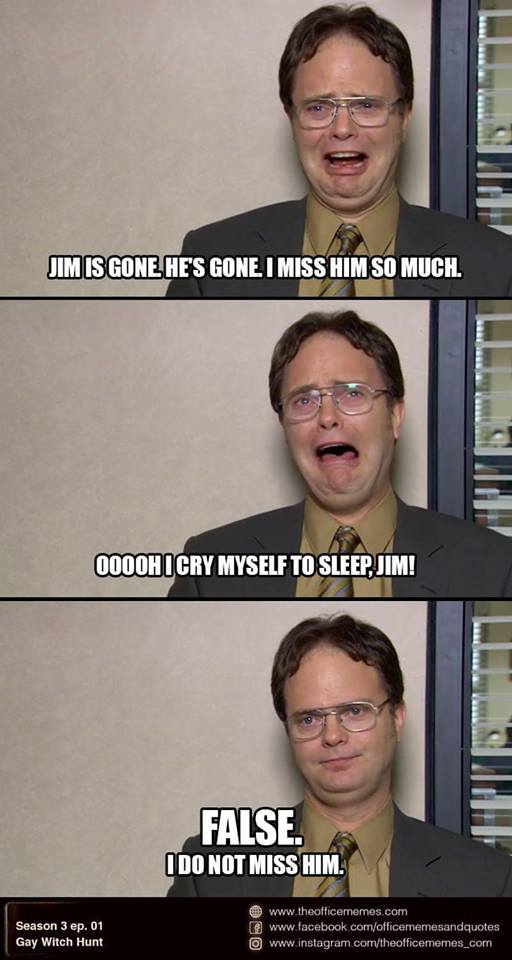 JIM IS GONE. HE'S GONE. I MISS HIM SO MUCH.
OOOOH I CRY MYSELF TO SLEEP, JIM!
FALSE.
I DO NOT MISS HIM.
Season 3 ep. 01
Gay Witch Hunt
www.theofficememes.com
www.facebook.com/officememesandquotes
www.instagram.com/theofficememes_com